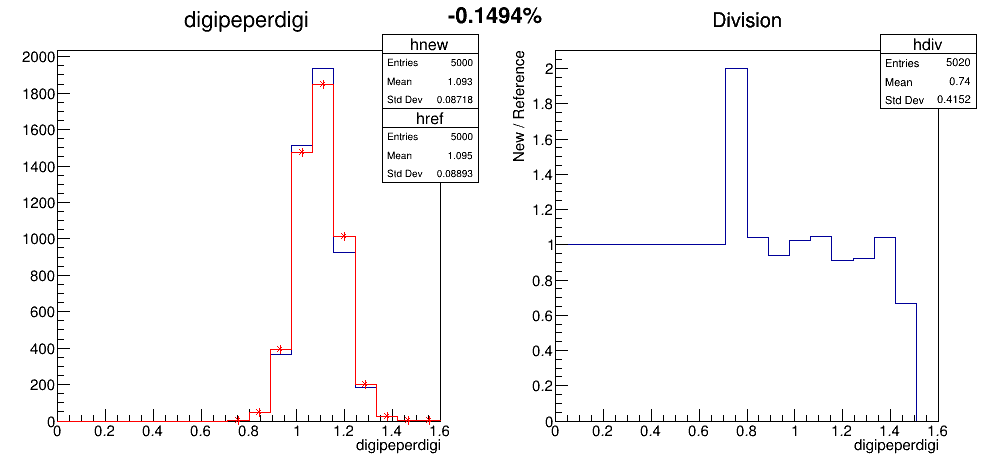 digipeperdigi
-0.1494%
Division
hnew
Entries 5000
Mean 1.093
Std Dev 0.08718
href
Entries 5000
Mean 1.095
Std Dev 0.08893
2000
1800
1600
1400
1200
1000
800
600
400
200
0
0 0.2 0.4 0.6 0.8 1 1.2 1.4 1.6
digipeperdigi
hdiv
Entries 5020
Mean 0.74
Std Dev 0.4152
New / Reference
2
1.8
1.6
1.4
1.2
1
0.8
0.6
0.4
0.2
0
0 0.2 0.4 0.6 0.8 1 1.2 1.4 1.6
digipeperdigi